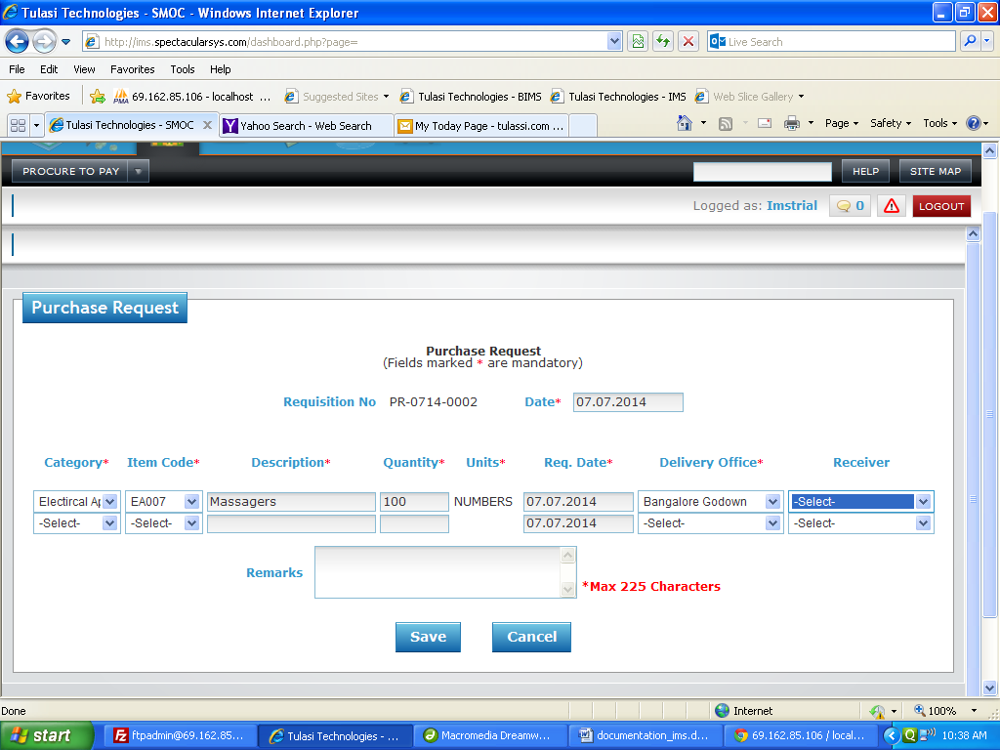 Tulasi Technologies - SMOC - Windows Internet Explorer
http://ims.spectacularsys.com/dashboard.php?page=
Live Search
File Edit View Favorites Tools Help
Favorites
PMA 69.162.85.106 - localhost ...
Suggested Sites
Tulasi Technologies - BIMS
Tulasi Technologies - IMS
Web Slice Gallery
Tulasi Technologies - SMOC X
Yahoo Search - Web Search
My Today Page - tulassi.com ...
Page Safety Tools
PROCURE TO PAY
HELP
SITE MAP
Logged as: Imstrial
0
LOGOUT
Purchase Request
Purchase Request
(Fields marked * are mandatory)
Requisition No PR-0714-0002 Date* 07.07.2014
Category* Item Code* Description* Quantity* Units* Req. Date* Delivery Office* Receiver
Electircal Ap EA007 Massagers 100 NUMBERS 07.07.2014 Bangalore Godown -Select-
-Select- -Select- 07.07.2014 -Select- -Select-
Remarks
*Max 225 Characters
Save Cancel
Done Internet 100%
start
ftpadmin@69.162.85...
Tulasi Technologies - ...
Macromedia Dreamw...
documentation_ims.d...
69.162.85.106 / local...
10:38 AM